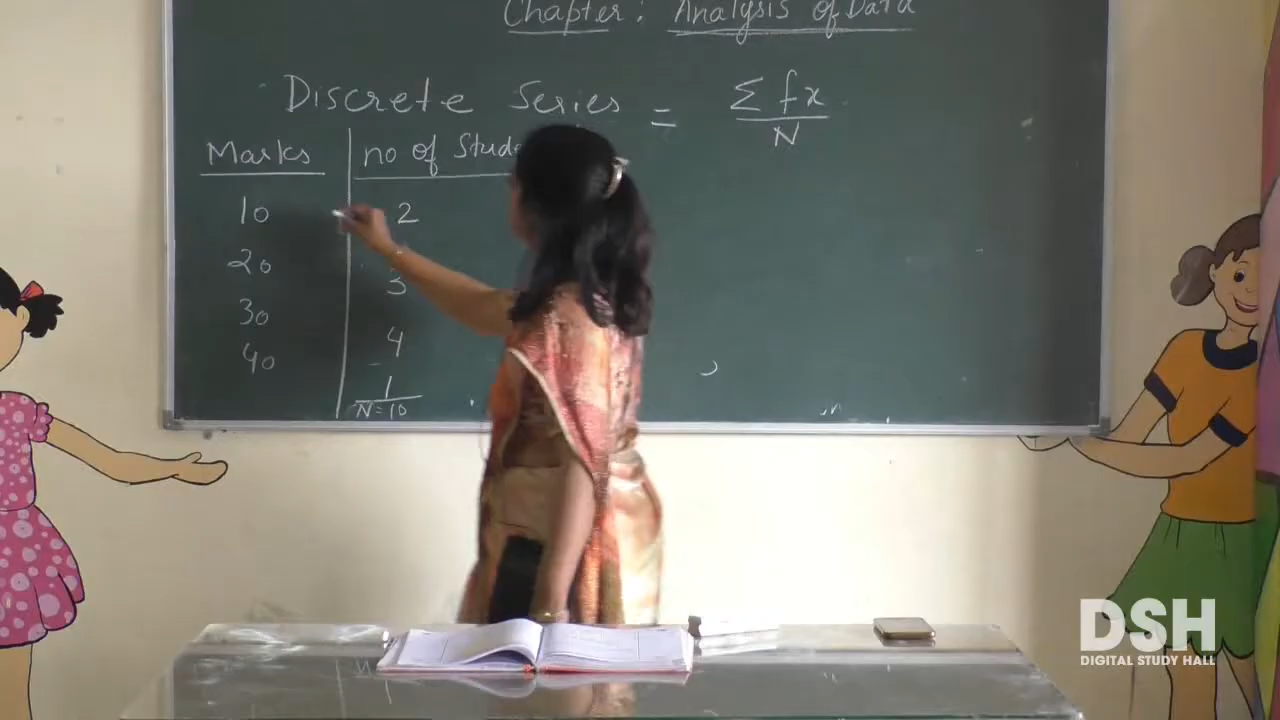 Chapter: Analysis of Data
Discrete Series = Σfx / N
Marks no of Stude
10 2
20 3
30 4
40 1
N=10
DSH
DIGITAL STUDY HALL